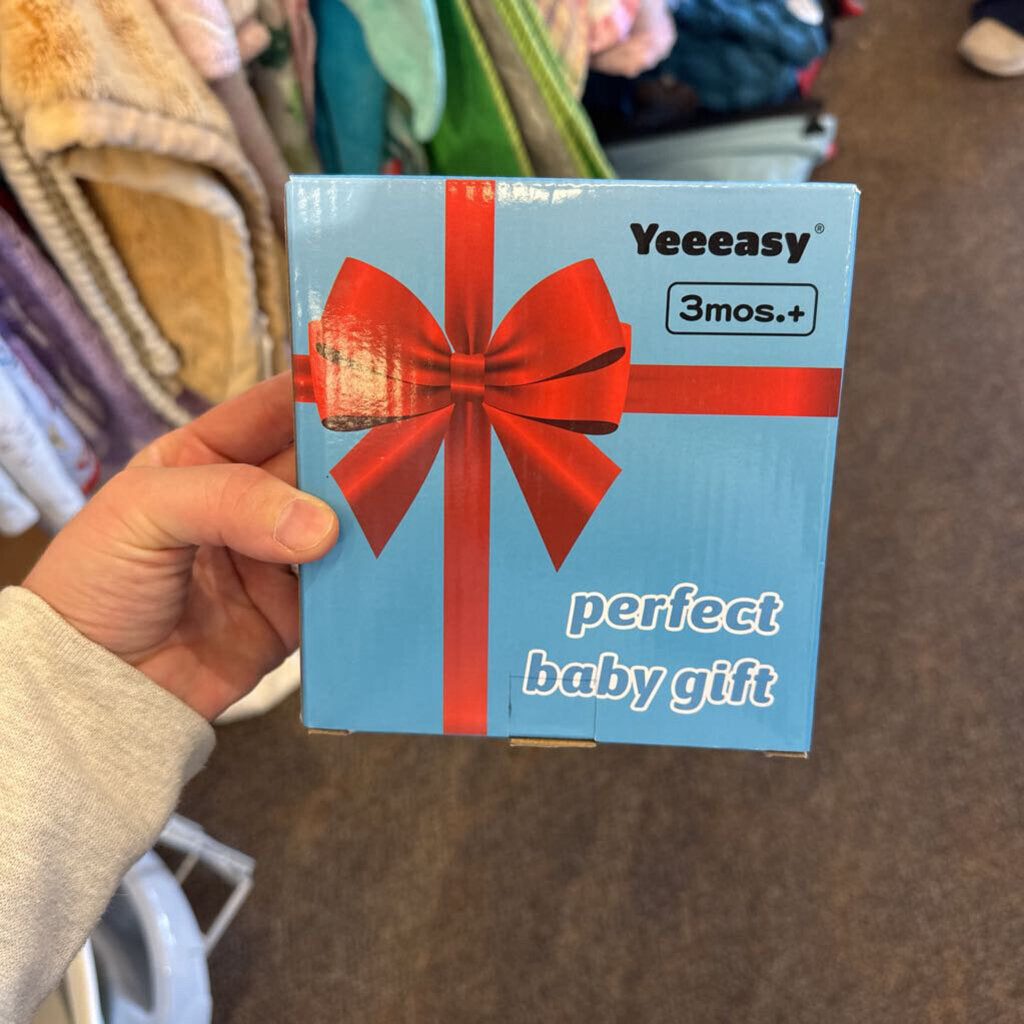 Yeeeasy®
3mos.+
perfect
baby gift